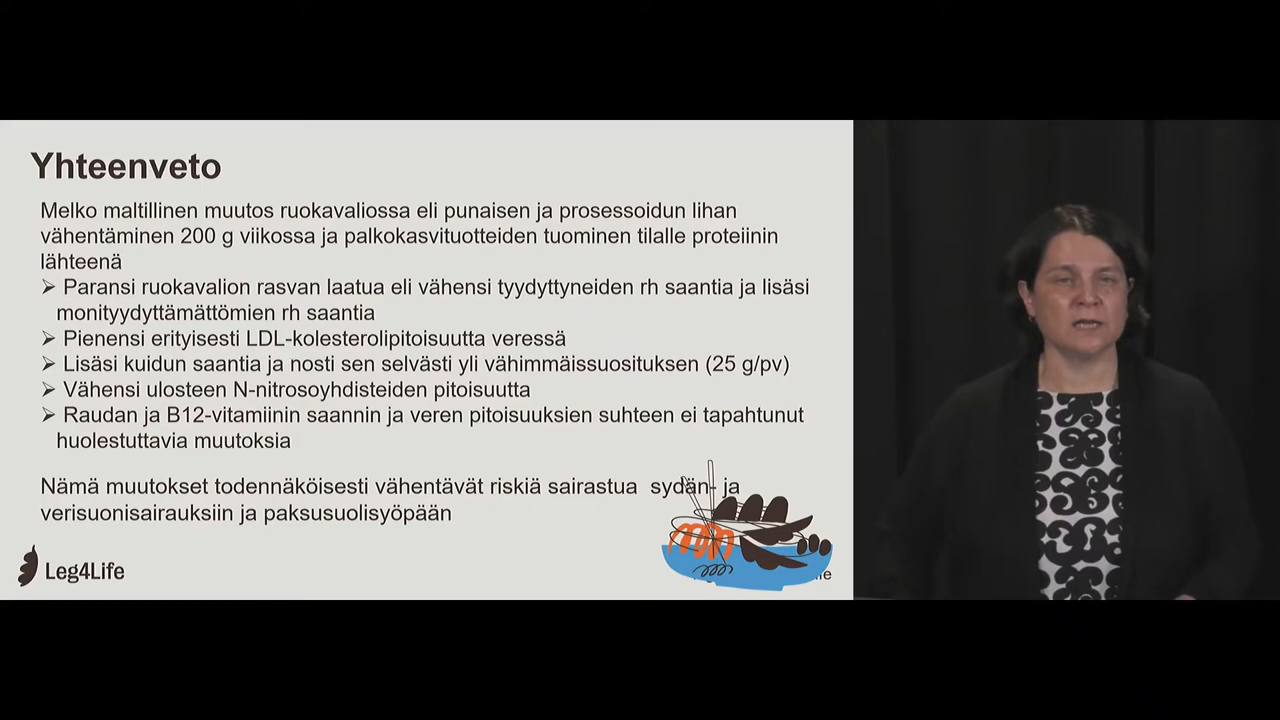 Yhteenveto
Melko maltillinen muutos ruokavaliossa eli punaisen ja prosessoidun lihan
vähentäminen 200 g viikossa ja palkokasvituotteiden tuominen tilalle proteiinin
lähteenä
➢ Paransi ruokavalion rasvan laatua eli vähensi tyydyttyneiden rh saantia ja lisäsi
monityydyttämättömien rh saantia
➢ Pienensi erityisesti LDL-kolesterolipitoisuutta veressä
➢ Lisäsi kuidun saantia ja nosti sen selvästi yli vähimmäissuosituksen (25 g/pv)
➢ Vähensi ulosteen N-nitrosoyhdisteiden pitoisuutta
➢ Raudan ja B12-vitamiinin saannin ja veren pitoisuuksien suhteen ei tapahtunut
huolestuttavia muutoksia
Nämä muutokset todennäköisesti vähentävät riskiä sairastua sydän- ja
verisuonisairauksiin ja paksusuolisyöpään
Leg4Life